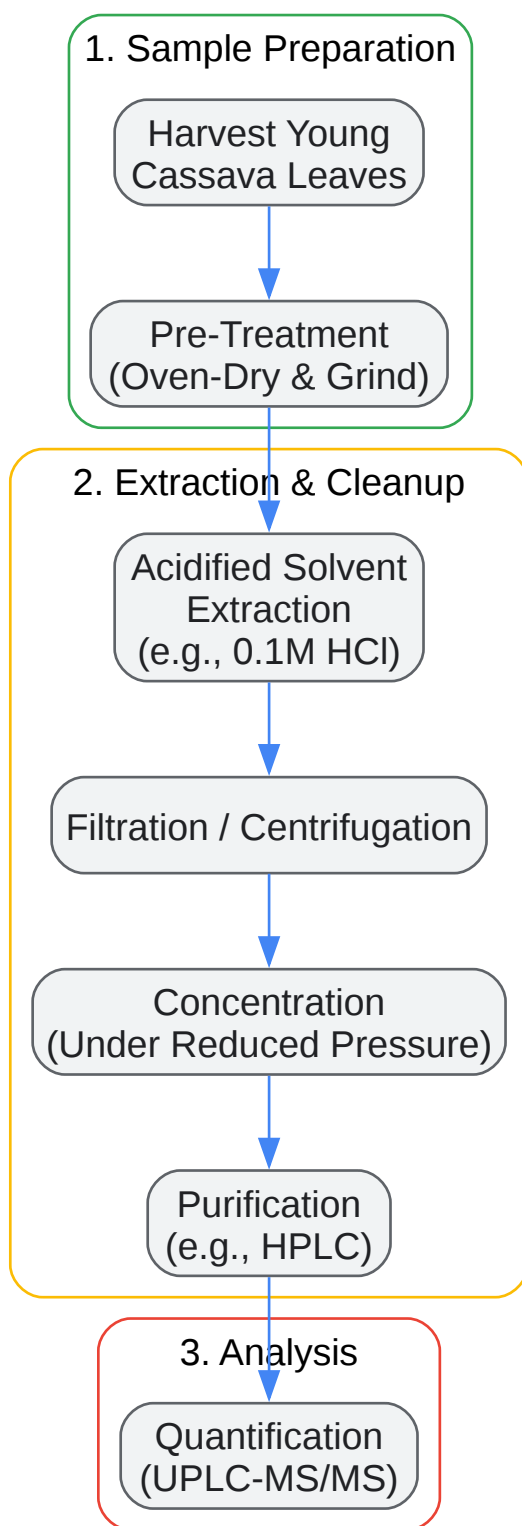 1. Sample Preparation
Harvest Young
Cassava Leaves
Pre-Treatment
(Oven-Dry & Grind)
2. Extraction & Cleanup
Acidified Solvent
Extraction
(e.g., 0.1M HCl)
Filtration / Centrifugation
Concentration
(Under Reduced Pressure)
Purification
(e.g., HPLC)
3. Analysis
Quantification
(UPLC-MS/MS)